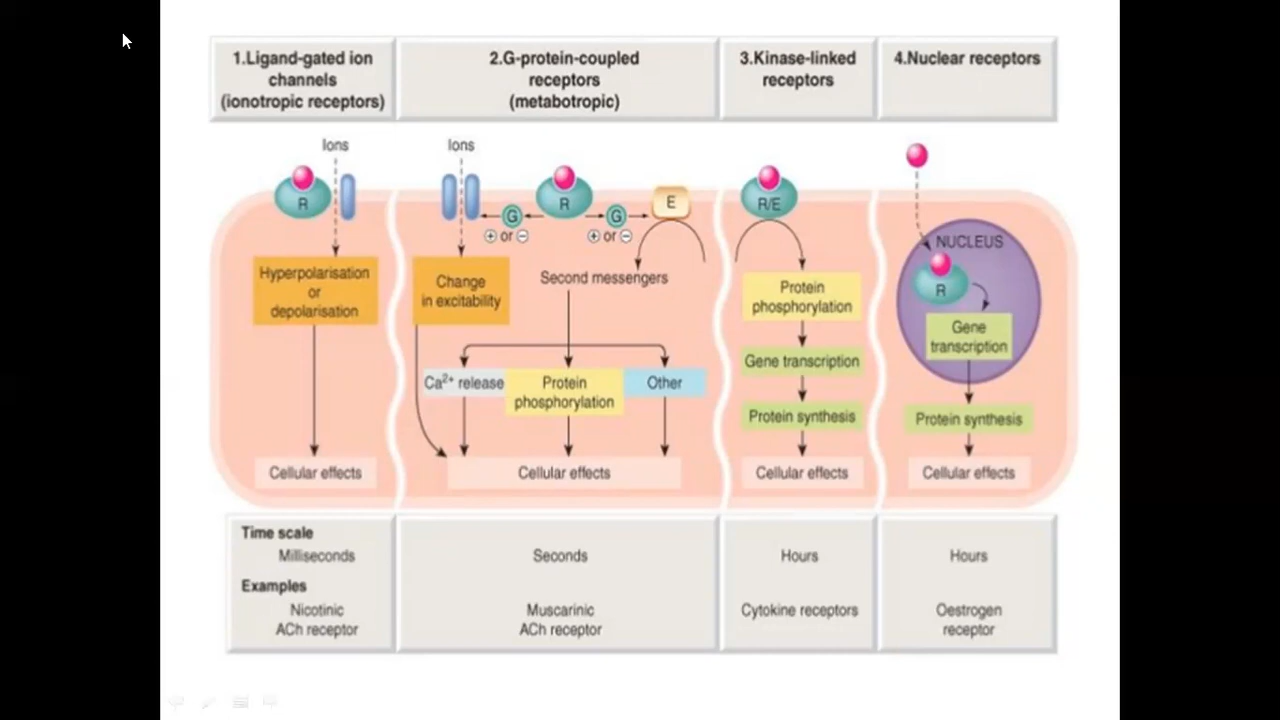 1.Ligand-gated ion
channels
(ionotropic receptors)
2.G-protein-coupled
receptors
(metabotropic)
3.Kinase-linked
receptors
4.Nuclear receptors
Ions
R
Hyperpolarisation
or
depolarisation
Cellular effects
Ions
R
E
G
G
+ or −
+ or −
Change
in excitability
Second messengers
Ca2+ release
Protein
phosphorylation
Other
Cellular effects
R/E
Protein
phosphorylation
Gene transcription
Protein synthesis
Cellular effects
NUCLEUS
R
Gene
transcription
Protein synthesis
Cellular effects
Time scale
Milliseconds
Seconds
Hours
Hours
Examples
Nicotinic
ACh receptor
Muscarinic
ACh receptor
Cytokine receptors
Oestrogen
receptor